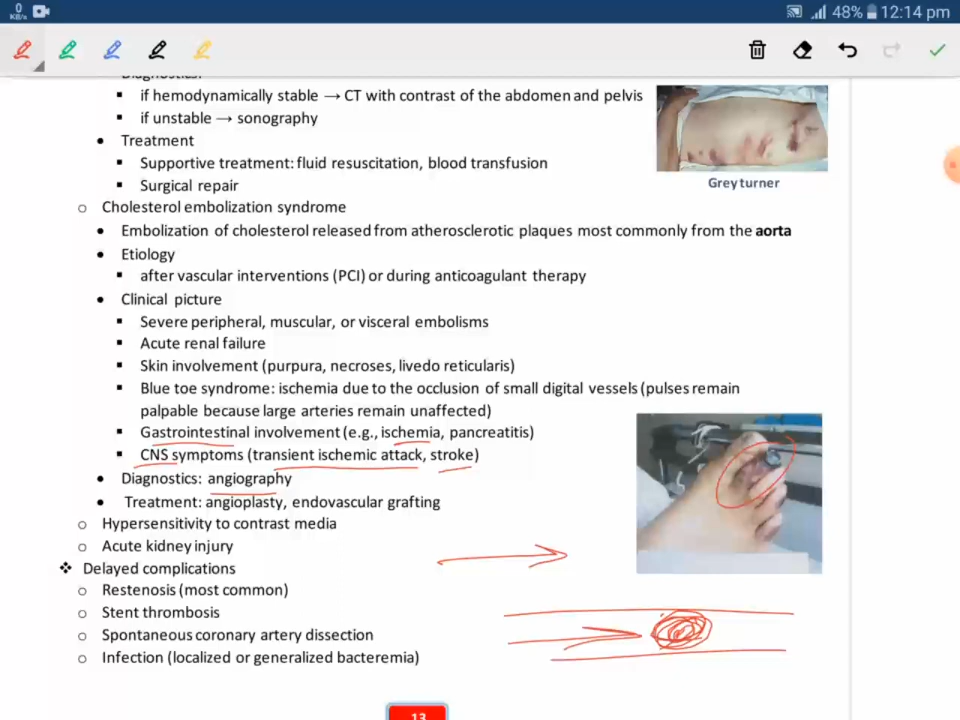 0
KB/s
48% 12:14 pm
Diagnostics:
▪ if hemodynamically stable → CT with contrast of the abdomen and pelvis
▪ if unstable → sonography
• Treatment
▪ Supportive treatment: fluid resuscitation, blood transfusion
▪ Surgical repair
Grey turner
o Cholesterol embolization syndrome
• Embolization of cholesterol released from atherosclerotic plaques most commonly from the aorta
• Etiology
▪ after vascular interventions (PCI) or during anticoagulant therapy
• Clinical picture
▪ Severe peripheral, muscular, or visceral embolisms
▪ Acute renal failure
▪ Skin involvement (purpura, necroses, livedo reticularis)
▪ Blue toe syndrome: ischemia due to the occlusion of small digital vessels (pulses remain
palpable because large arteries remain unaffected)
▪ Gastrointestinal involvement (e.g., ischemia, pancreatitis)
▪ CNS symptoms (transient ischemic attack, stroke)
• Diagnostics: angiography
• Treatment: angioplasty, endovascular grafting
o Hypersensitivity to contrast media
o Acute kidney injury
❖ Delayed complications
o Restenosis (most common)
o Stent thrombosis
o Spontaneous coronary artery dissection
o Infection (localized or generalized bacteremia)
13